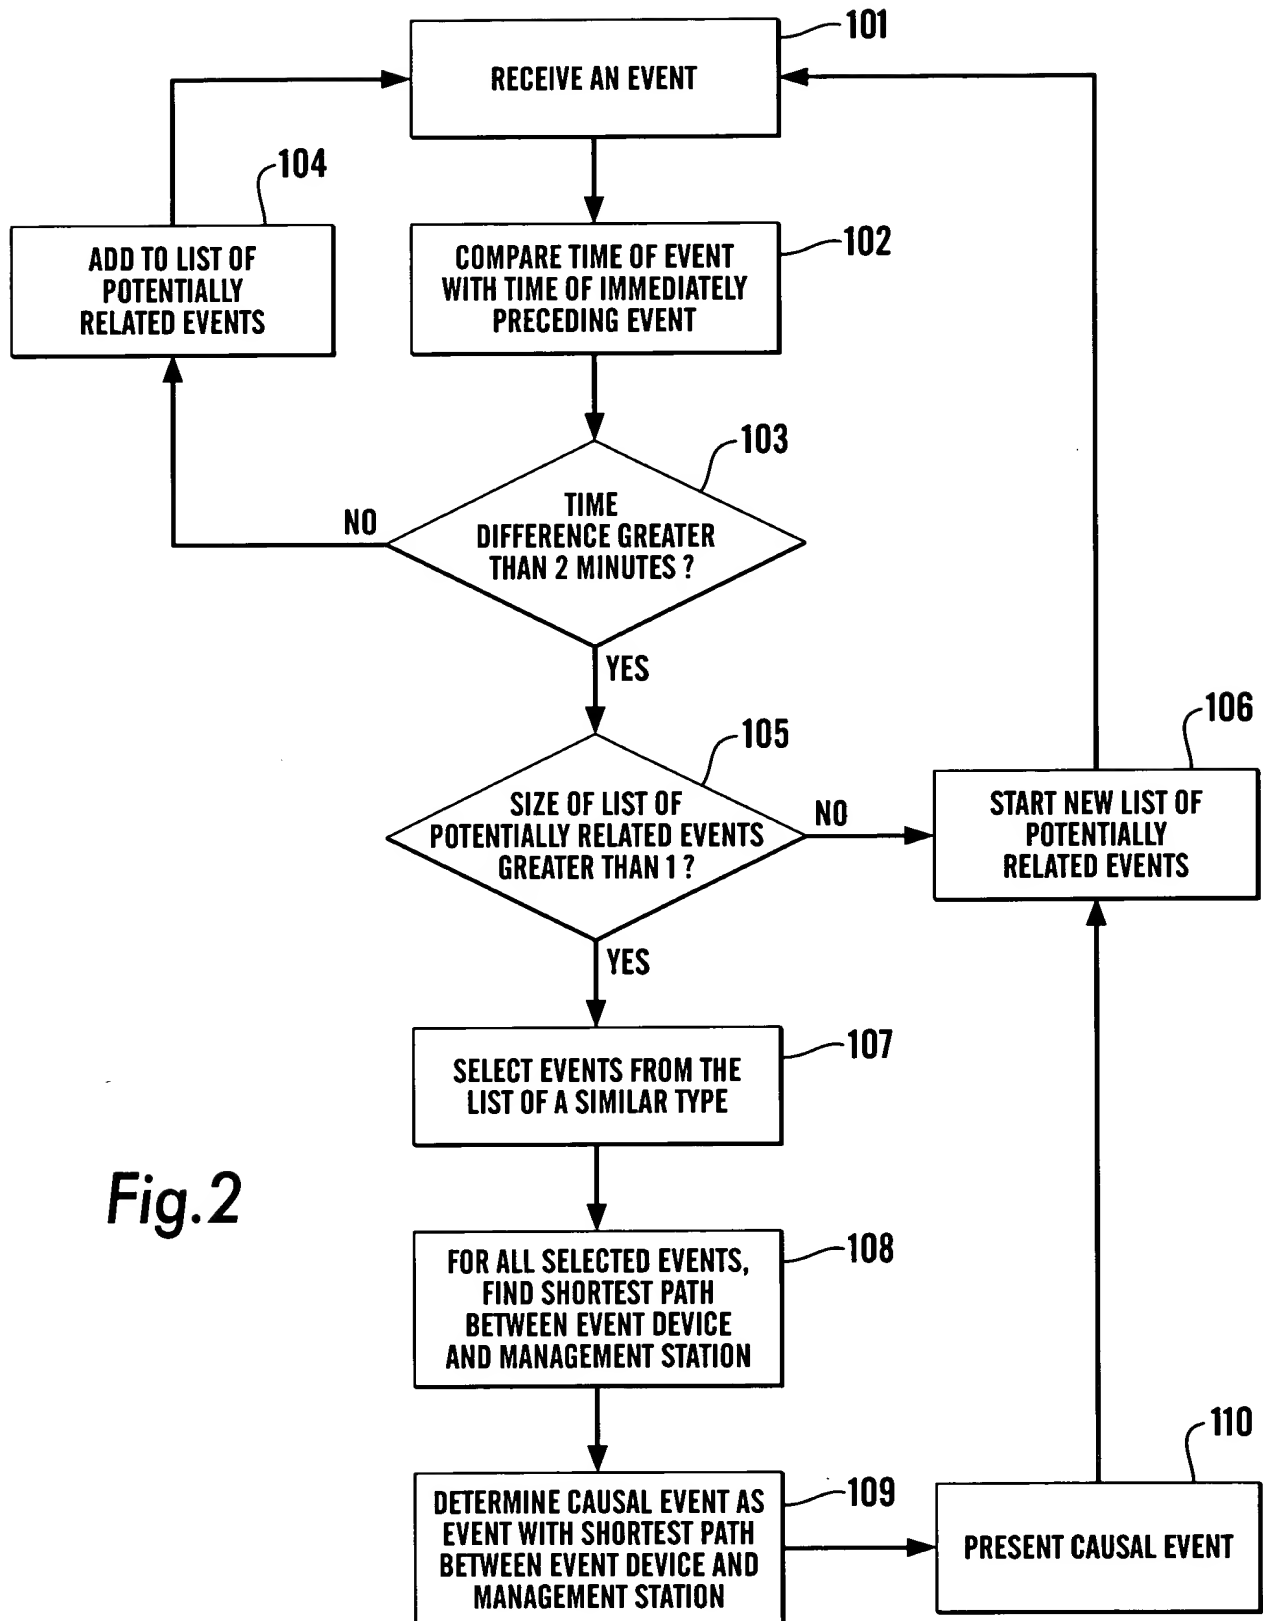 101
RECEIVE AN EVENT
104
ADD TO LIST OF
POTENTIALLY
RELATED EVENTS
102
COMPARE TIME OF EVENT
WITH TIME OF IMMEDIATELY
PRECEDING EVENT
103
TIME
DIFFERENCE GREATER
THAN 2 MINUTES ?
NO
YES
105
SIZE OF LIST OF
POTENTIALLY RELATED EVENTS
GREATER THAN 1 ?
NO
106
START NEW LIST OF
POTENTIALLY
RELATED EVENTS
YES
107
SELECT EVENTS FROM THE
LIST OF A SIMILAR TYPE
Fig.2
108
FOR ALL SELECTED EVENTS,
FIND SHORTEST PATH
BETWEEN EVENT DEVICE
AND MANAGEMENT STATION
109
DETERMINE CAUSAL EVENT AS
EVENT WITH SHORTEST PATH
BETWEEN EVENT DEVICE AND
MANAGEMENT STATION
110
PRESENT CAUSAL EVENT